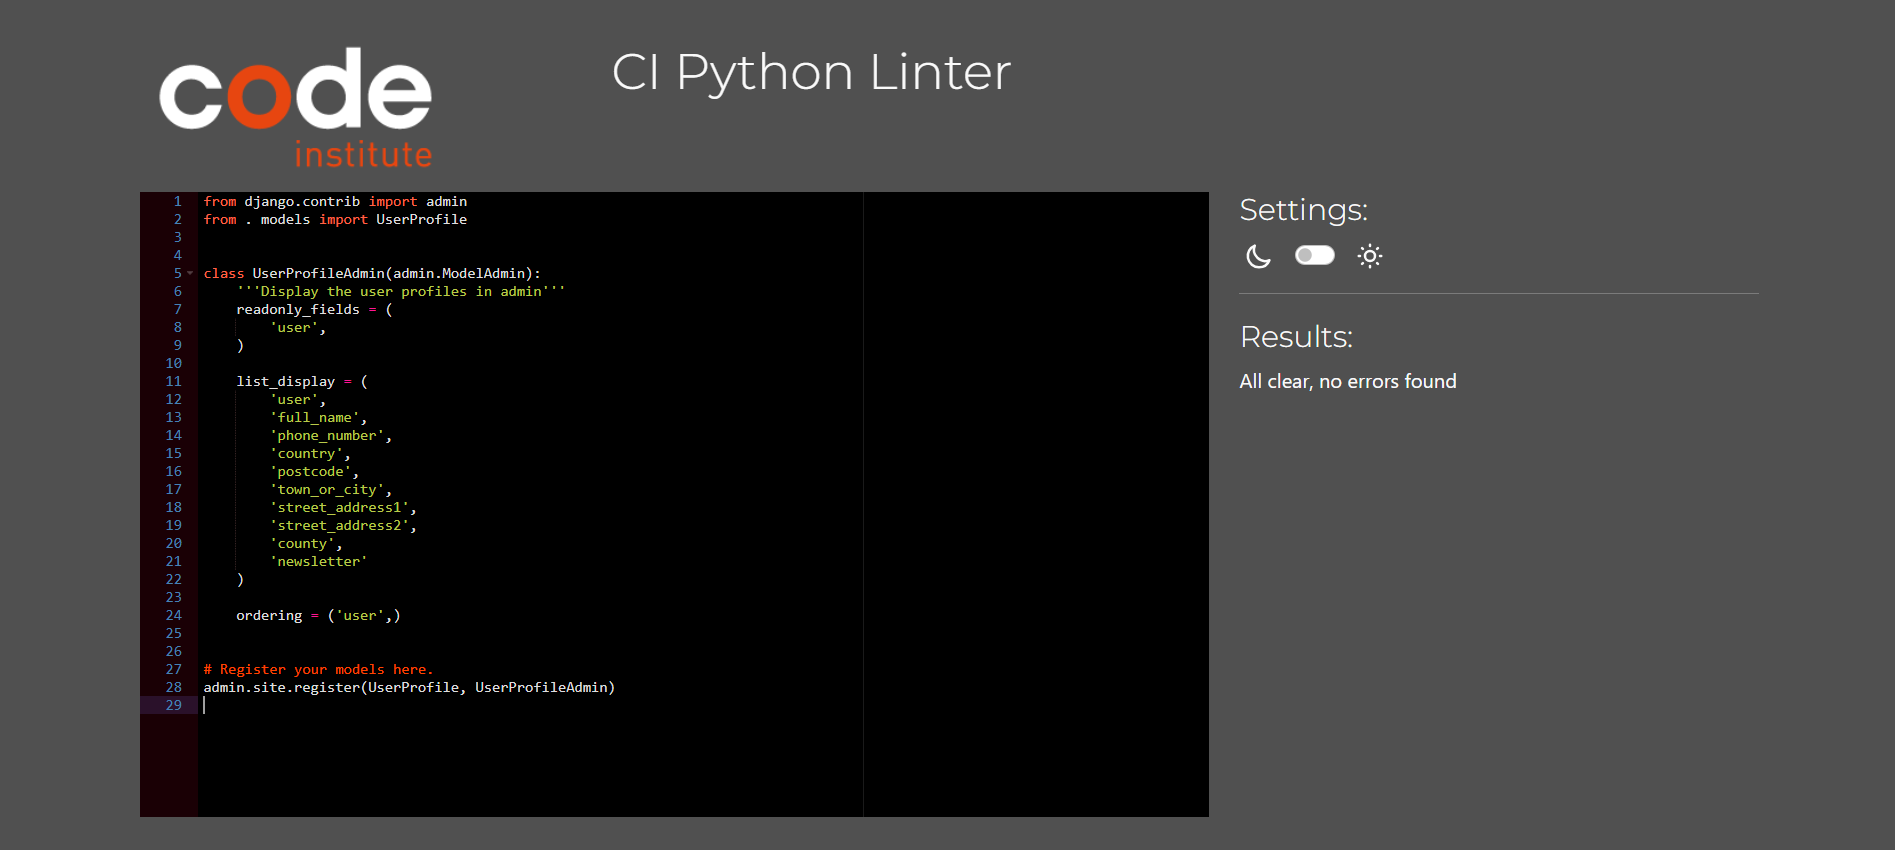 code
institute
CI Python Linter
1 from django.contrib import admin
2 from . models import UserProfile
3
4
5 class UserProfileAdmin(admin.ModelAdmin):
6     '''Display the user profiles in admin'''
7     readonly_fields = (
8         'user',
9     )
10
11     list_display = (
12         'user',
13         'full_name',
14         'phone_number',
15         'country',
16         'postcode',
17         'town_or_city',
18         'street_address1',
19         'street_address2',
20         'county',
21         'newsletter'
22     )
23
24     ordering = ('user',)
25
26
27 # Register your models here.
28 admin.site.register(UserProfile, UserProfileAdmin)
29
Settings:
Results:
All clear, no errors found